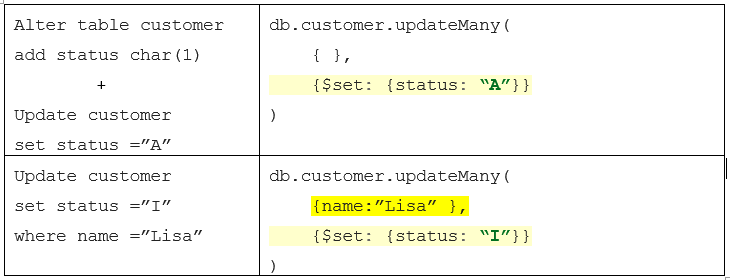 Alter table customer
add status char(1)
+
Update customer
set status =”A”
db.customer.updateMany(
{ },
{$set: {status: “A”}}
)
Update customer
set status =”I”
where name =”Lisa”
db.customer.updateMany(
{name:”Lisa” },
{$set: {status: “I”}}
)